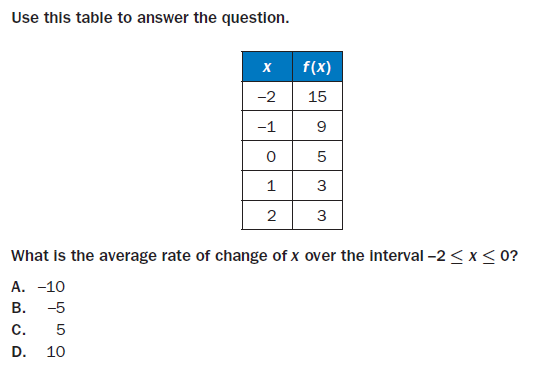 Use this table to answer the question.
x f(x)
–2 15
–1 9
0 5
1 3
2 3
What is the average rate of change of x over the interval –2 ≤ x ≤ 0?
A. –10
B. –5
C. 5
D. 10